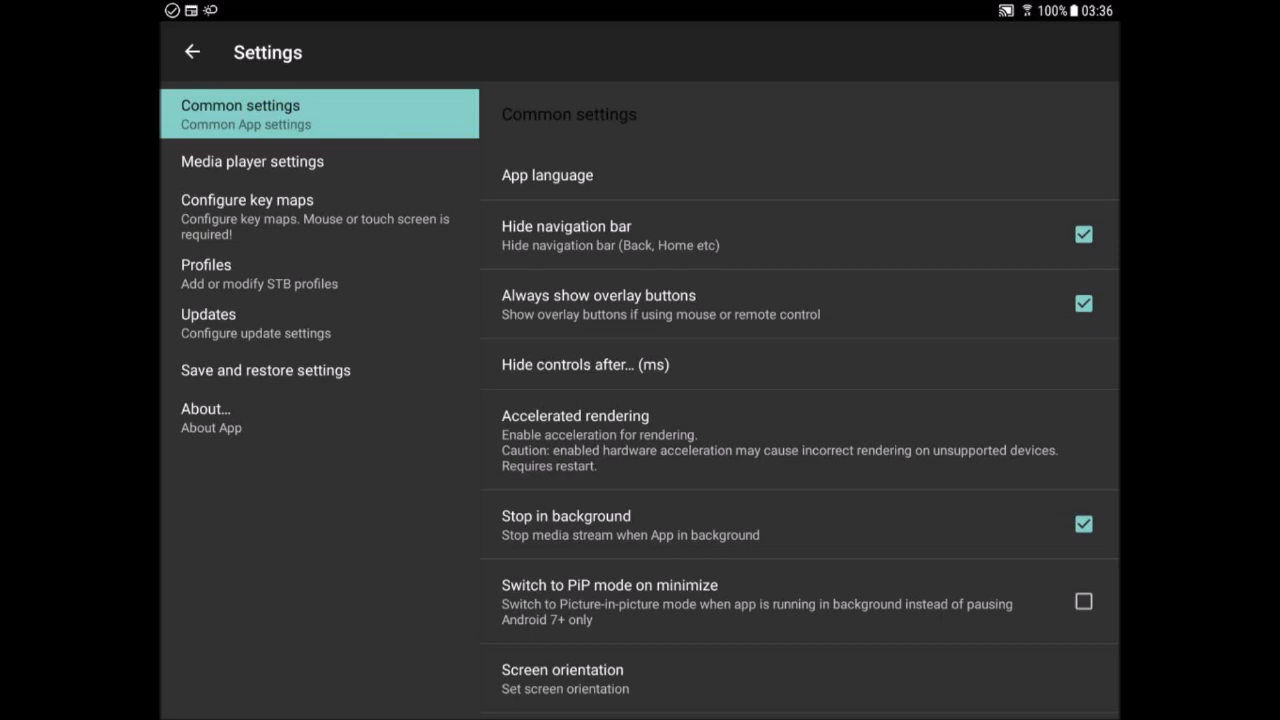 100% 03:36
Settings
Common settings
Common App settings
Media player settings
Configure key maps
Configure key maps. Mouse or touch screen is
required!
Profiles
Add or modify STB profiles
Updates
Configure update settings
Save and restore settings
About...
About App
Common settings
App language
Hide navigation bar
Hide navigation bar (Back, Home etc)
Always show overlay buttons
Show overlay buttons if using mouse or remote control
Hide controls after... (ms)
Accelerated rendering
Enable acceleration for rendering.
Caution: enabled hardware acceleration may cause incorrect rendering on unsupported devices.
Requires restart.
Stop in background
Stop media stream when App in background
Switch to PiP mode on minimize
Switch to Picture-in-picture mode when app is running in background instead of pausing
Android 7+ only
Screen orientation
Set screen orientation